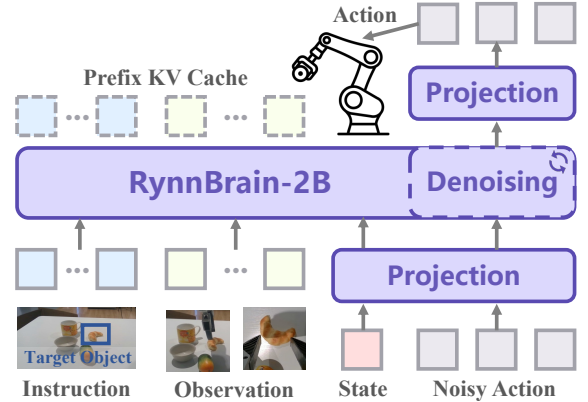 Action
Prefix KV Cache
Projection
RynnBrain-2B
Denoising
Projection
Target Object
Instruction
Observation
State
Noisy Action